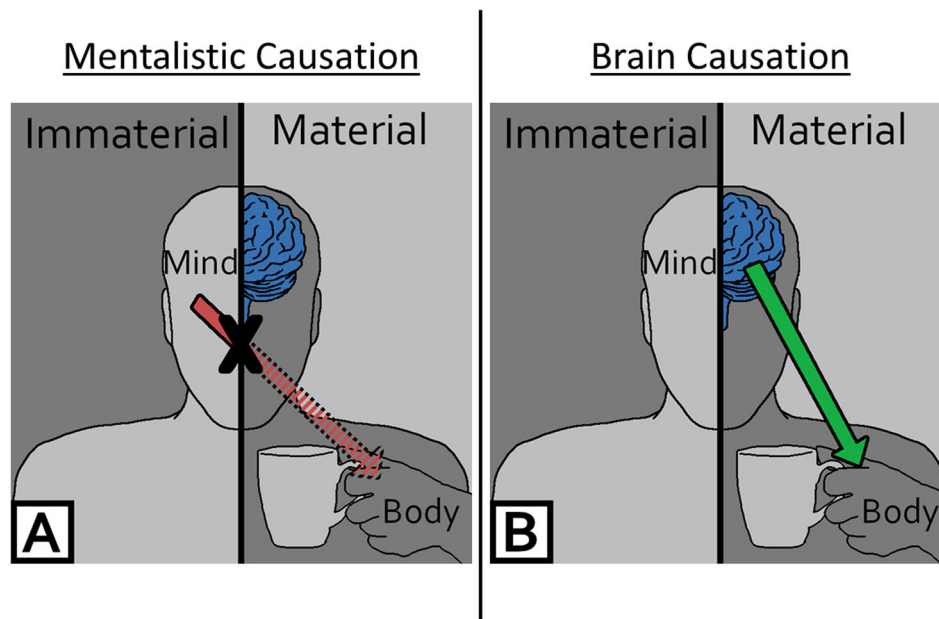 Mentalistic Causation
Immaterial Material
Mind
Body
A
Brain Causation
Immaterial Material
Mind
Body
B